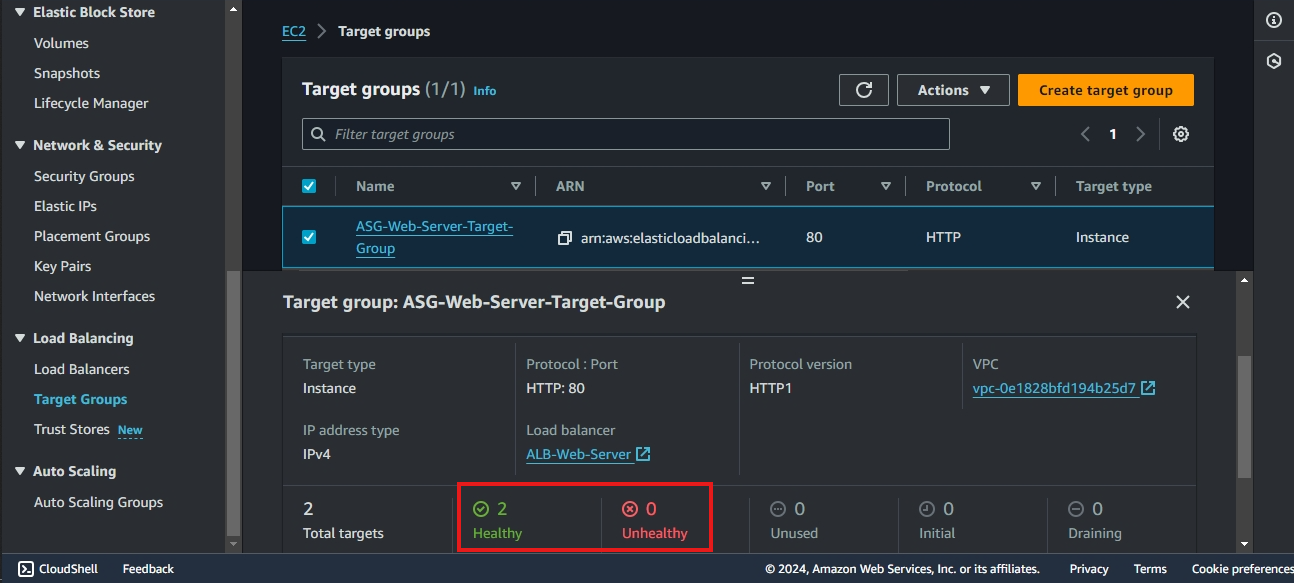 Elastic Block Store
Volumes
Snapshots
Lifecycle Manager
Network & Security
Security Groups
Elastic IPs
Placement Groups
Key Pairs
Network Interfaces
Load Balancing
Load Balancers
Target Groups
Trust Stores New
Auto Scaling
Auto Scaling Groups
EC2 > Target groups
Target groups (1/1) Info
Actions
Create target group
Filter target groups
1
Name ARN Port Protocol Target type
ASG-Web-Server-Target-
Group
arn:aws:elasticloadbalanci... 80 HTTP Instance
Target group: ASG-Web-Server-Target-Group
Target type
Instance
Protocol : Port
HTTP: 80
Protocol version
HTTP1
VPC
vpc-0e1828bfd194b25d7
IP address type
IPv4
Load balancer
ALB-Web-Server
2
Total targets
2
Healthy
0
Unhealthy
0
Unused
0
Initial
0
Draining
CloudShell Feedback © 2024, Amazon Web Services, Inc. or its affiliates. Privacy Terms Cookie preferences